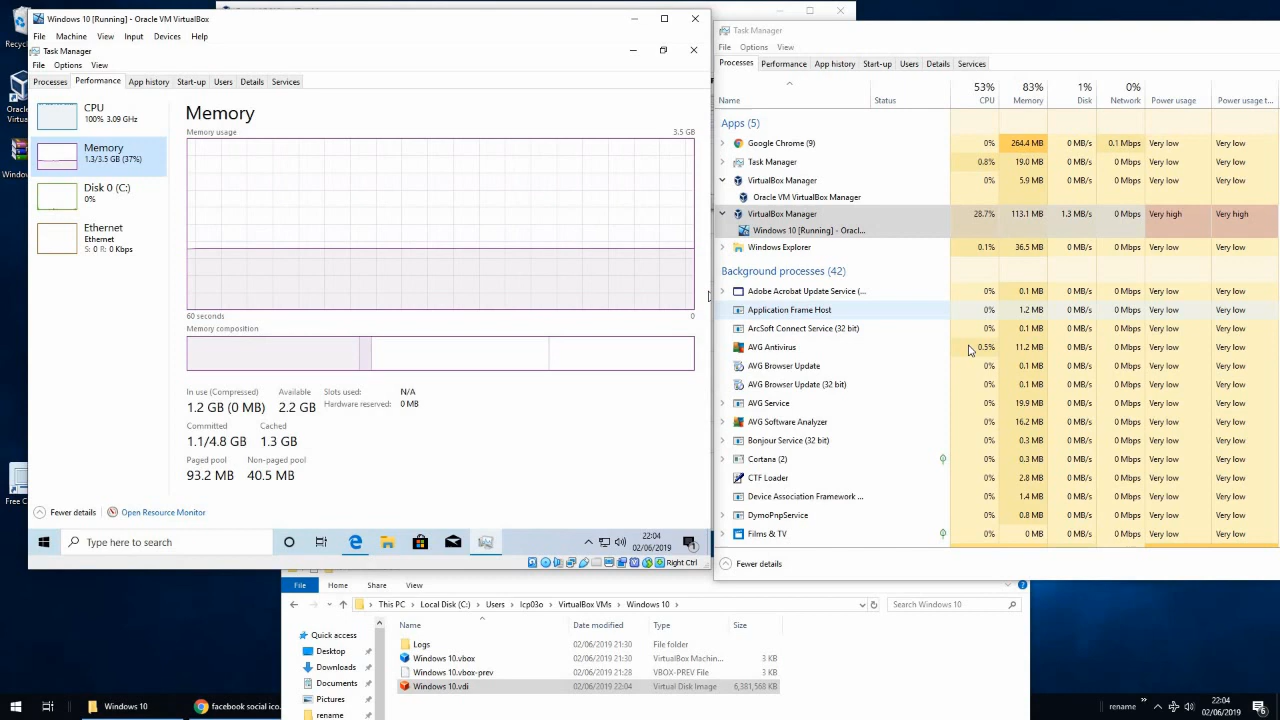 Windows 10 [Running] - Oracle VM VirtualBox
File Machine View Input Devices Help
Task Manager
File Options View
Processes Performance App history Start-up Users Details Services
CPU
100% 3.09 GHz
Memory
1.3/3.5 GB (37%)
Disk 0 (C:)
0%
Ethernet
Ethernet
S: 0 R: 0 Kbps
Memory
Memory usage 3.5 GB
60 seconds 0
Memory composition
In use (Compressed) Available Slots used: N/A
1.2 GB (0 MB) 2.2 GB Hardware reserved: 0 MB
Committed Cached
1.1/4.8 GB 1.3 GB
Paged pool Non-paged pool
93.2 MB 40.5 MB
Fewer details Open Resource Monitor
Type here to search
22:04
02/06/2019
1
Right Ctrl
Task Manager
File Options View
Processes Performance App history Start-up Users Details Services
53% 83% 1% 0%
Name Status CPU Memory Disk Network Power usage Power usage t...
Apps (5)
Google Chrome (9) 0% 264.4 MB 0 MB/s 0.1 Mbps Very low Very low
Task Manager 0.8% 19.0 MB 0 MB/s 0 Mbps Very low Very low
VirtualBox Manager 0% 5.9 MB 0 MB/s 0 Mbps Very low Very low
Oracle VM VirtualBox Manager
VirtualBox Manager 28.7% 113.1 MB 1.3 MB/s 0 Mbps Very high Very high
Windows 10 [Running] - Oracl...
Windows Explorer 0.1% 36.5 MB 0 MB/s 0 Mbps Very low Very low
Background processes (42)
Adobe Acrobat Update Service (... 0% 0.1 MB 0 MB/s 0 Mbps Very low Very low
Application Frame Host 0% 1.2 MB 0 MB/s 0 Mbps Very low Very low
ArcSoft Connect Service (32 bit) 0% 0.1 MB 0 MB/s 0 Mbps Very low Very low
AVG Antivirus 0.5% 11.2 MB 0 MB/s 0 Mbps Very low Very low
AVG Browser Update 0% 0.1 MB 0 MB/s 0 Mbps Very low Very low
AVG Browser Update (32 bit) 0% 0.1 MB 0 MB/s 0 Mbps Very low Very low
AVG Service 0% 19.9 MB 0 MB/s 0 Mbps Very low Very low
AVG Software Analyzer 0% 16.2 MB 0 MB/s 0 Mbps Very low Very low
Bonjour Service (32 bit) 0% 0.3 MB 0 MB/s 0 Mbps Very low Very low
Cortana (2) 0% 0.3 MB 0 MB/s 0 Mbps Very low Very low
CTF Loader 0% 2.8 MB 0 MB/s 0 Mbps Very low Very low
Device Association Framework ... 0% 1.4 MB 0 MB/s 0 Mbps Very low Very low
DymoPnpService 0% 0.8 MB 0 MB/s 0 Mbps Very low Very low
Films & TV 0% 0.1 MB 0 MB/s 0 Mbps Very low Very low
Fewer details
File Home Share View
This PC Local Disk (C:) Users lcp03o VirtualBox VMs Windows 10 Search Windows 10
Name Date modified Type Size
Quick access
Desktop
Downloads
Documents
Pictures
rename
Logs 02/06/2019 21:30 File folder
Windows 10.vbox 02/06/2019 21:30 VirtualBox Machin... 3 KB
Windows 10.vbox-prev 02/06/2019 21:28 VBOX-PREV File 3 KB
Windows 10.vdi 02/06/2019 22:04 Virtual Disk Image 6,381,568 KB
Windows 10 facebook social ico... rename
22:04
02/06/2019
6